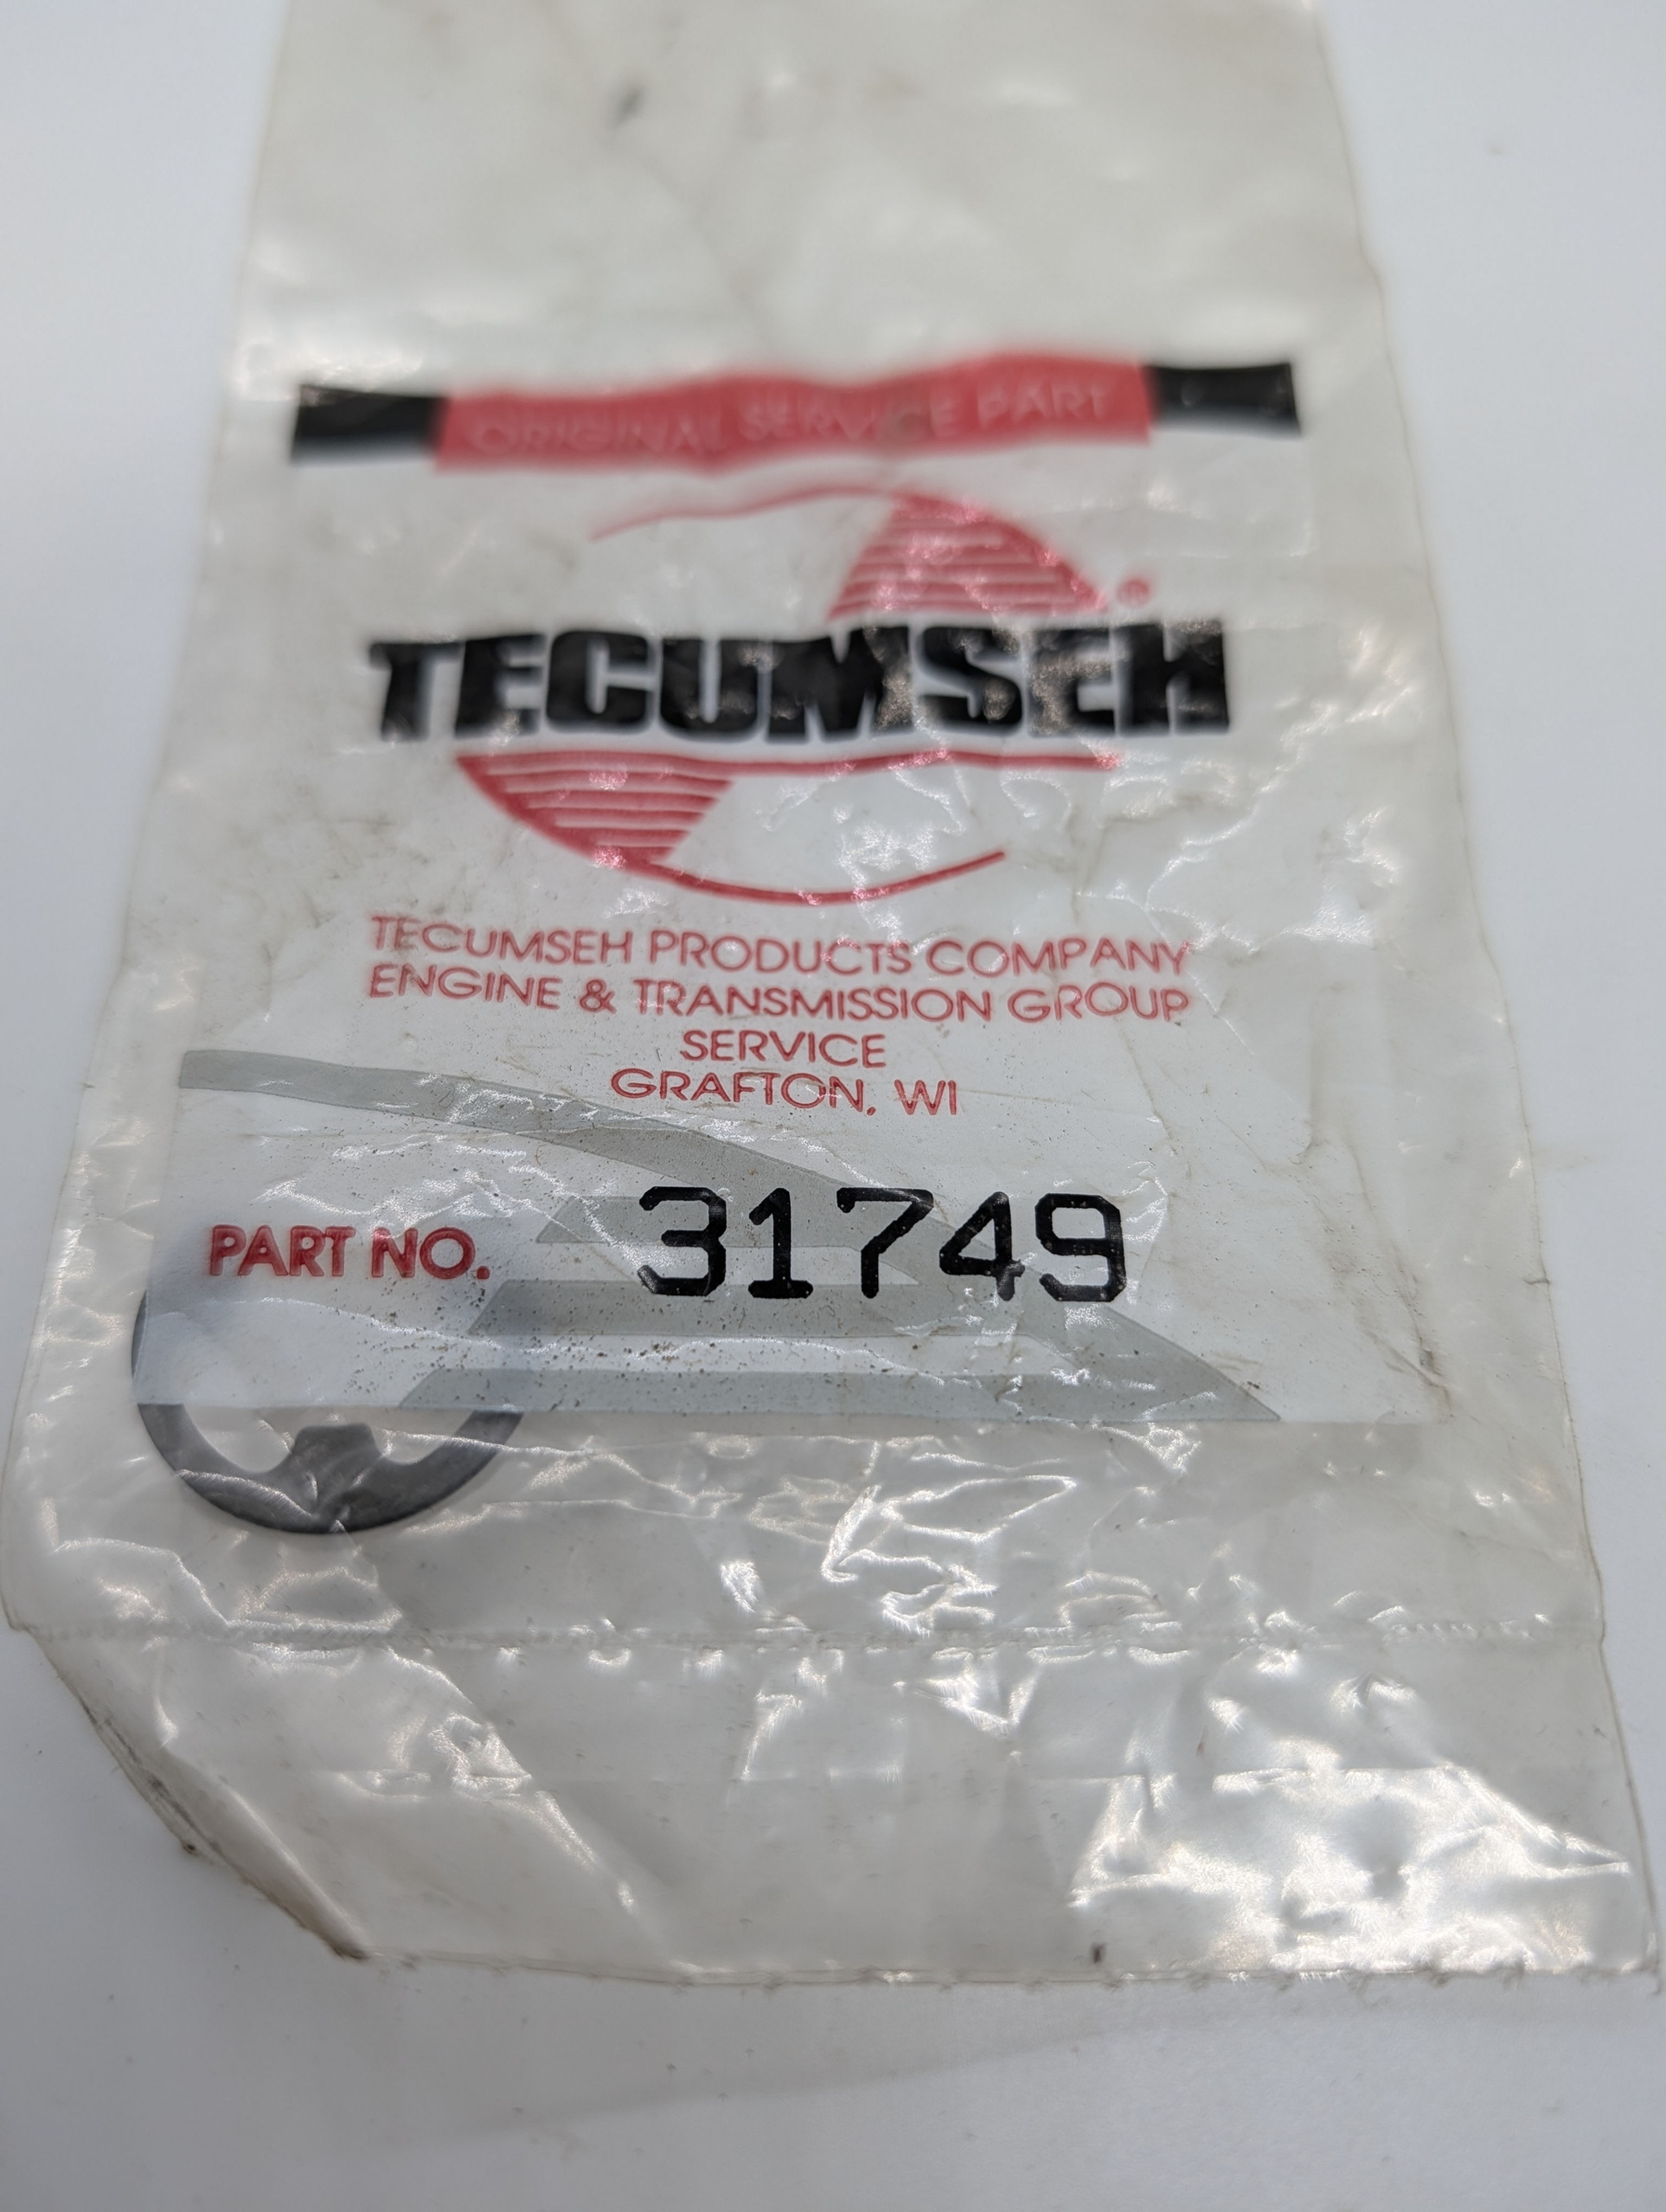 ORIGINAL SERVICE PART
TECUMSEH®
TECUMSEH PRODUCTS COMPANY
ENGINE & TRANSMISSION GROUP
SERVICE
GRAFTON, WI
PART NO. 31749